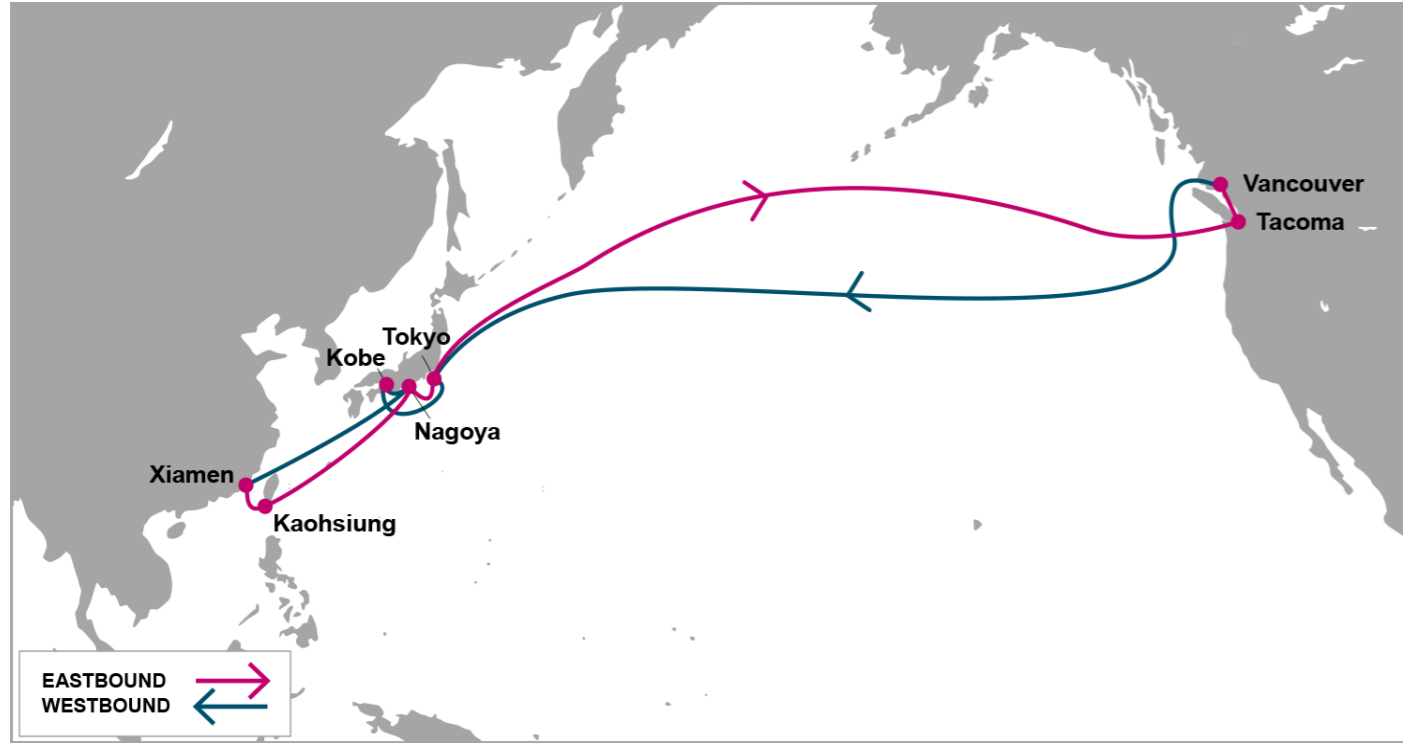 Vancouver
Tacoma
Tokyo
Kobe
Nagoya
Xiamen
Kaohsiung
EASTBOUND
WESTBOUND